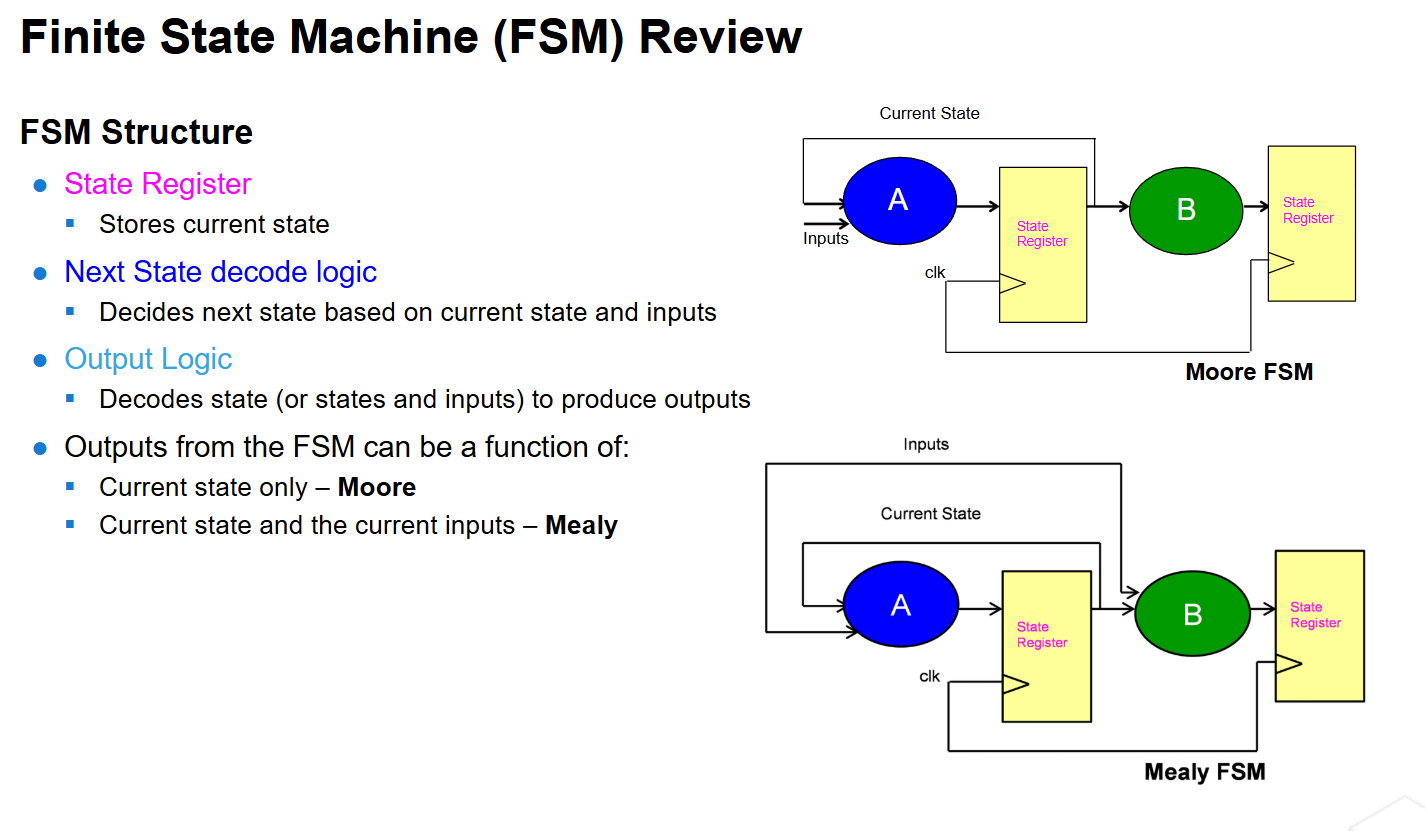 Finite State Machine (FSM) Review
FSM Structure
State Register
Stores current state
Next State decode logic
Decides next state based on current state and inputs
Output Logic
Decodes state (or states and inputs) to produce outputs
Outputs from the FSM can be a function of:
Current state only – Moore
Current state and the current inputs – Mealy
Current State
A
B
State
Register
State
Register
Inputs
clk
Moore FSM
Inputs
Current State
A
B
State
Register
State
Register
clk
Mealy FSM